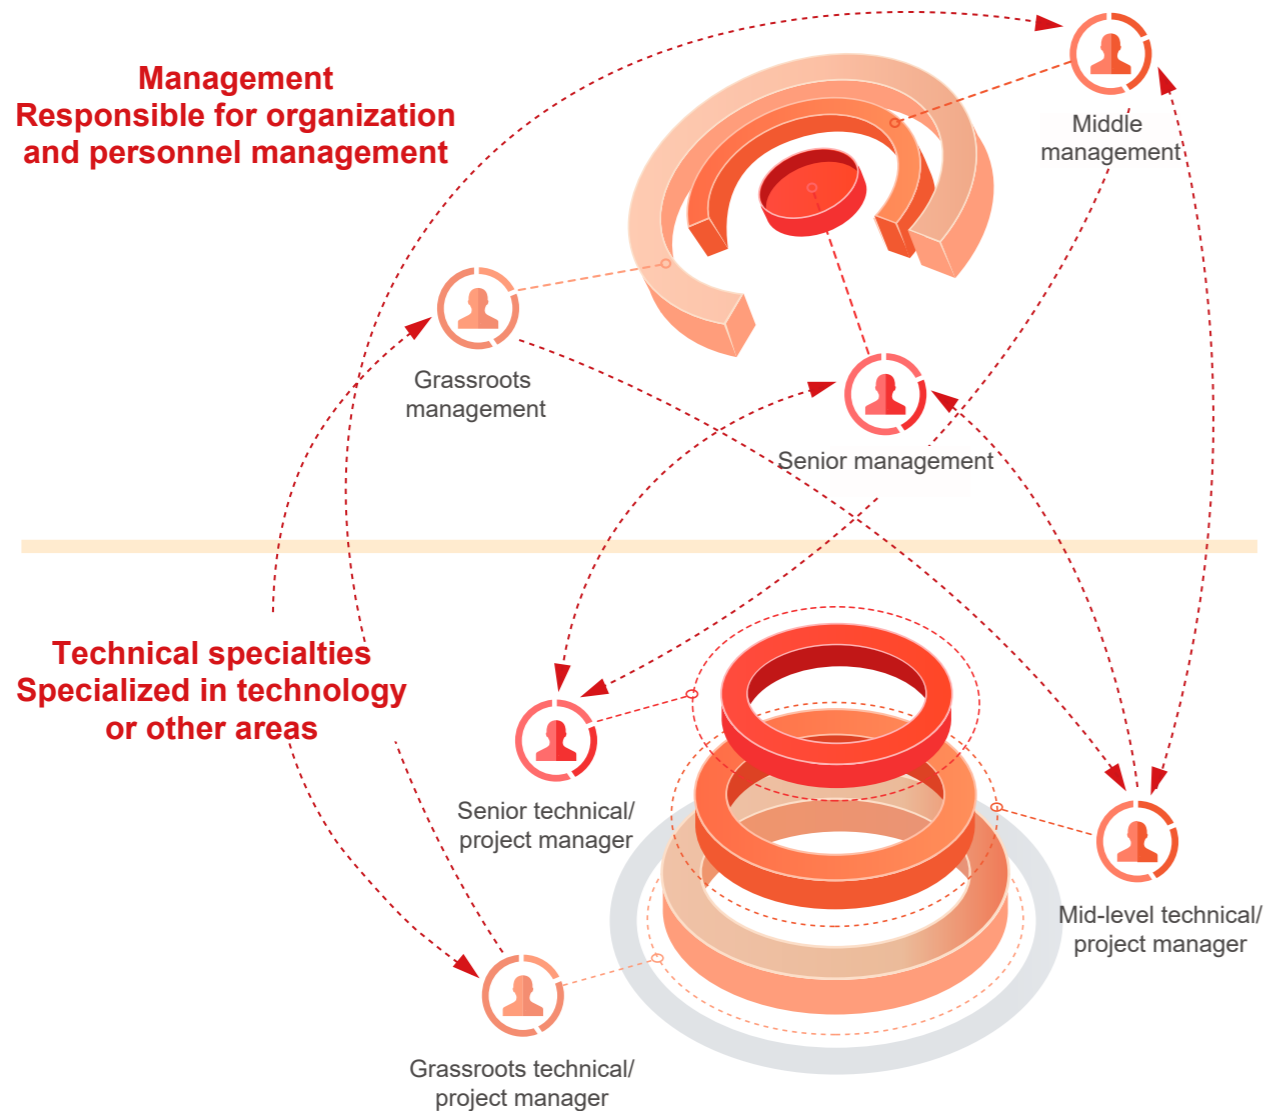 Management
Responsible for organization
and personnel management
Middle
management
Grassroots
management
Senior management
Technical specialties
Specialized in technology
or other areas
Senior technical/
project manager
Mid-level technical/
project manager
Grassroots technical/
project manager